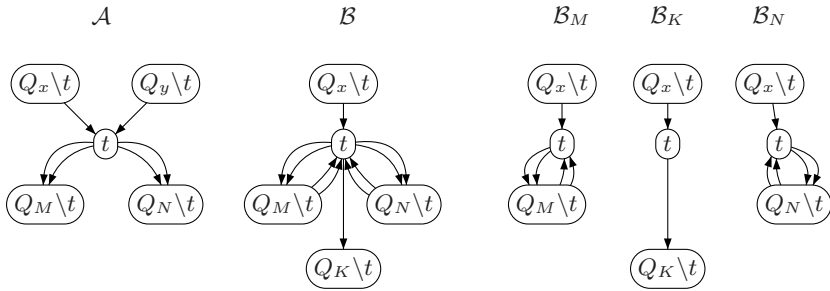 𝒜 ℬ ℬ_M ℬ_K ℬ_N
Q_x\t Q_y\t Q_x\t Q_x\t Q_x\t Q_x\t
t t t t t
Q_M\t Q_N\t Q_M\t Q_N\t Q_M\t Q_N\t
Q_K\t Q_K\t